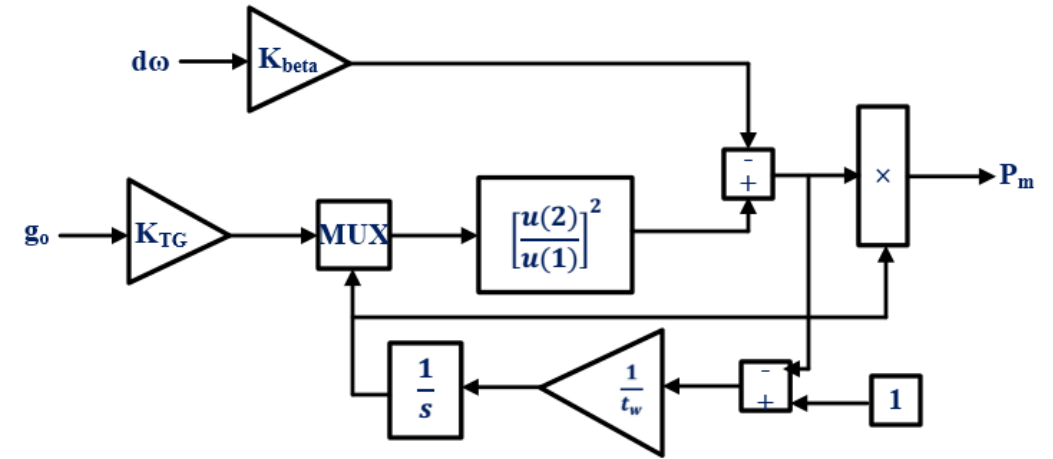 dω
K_beta
-
+
×
P_m
g_o
K_TG
MUX
[u(2)/u(1)]^2
1/s
1/t_w
-
+
1